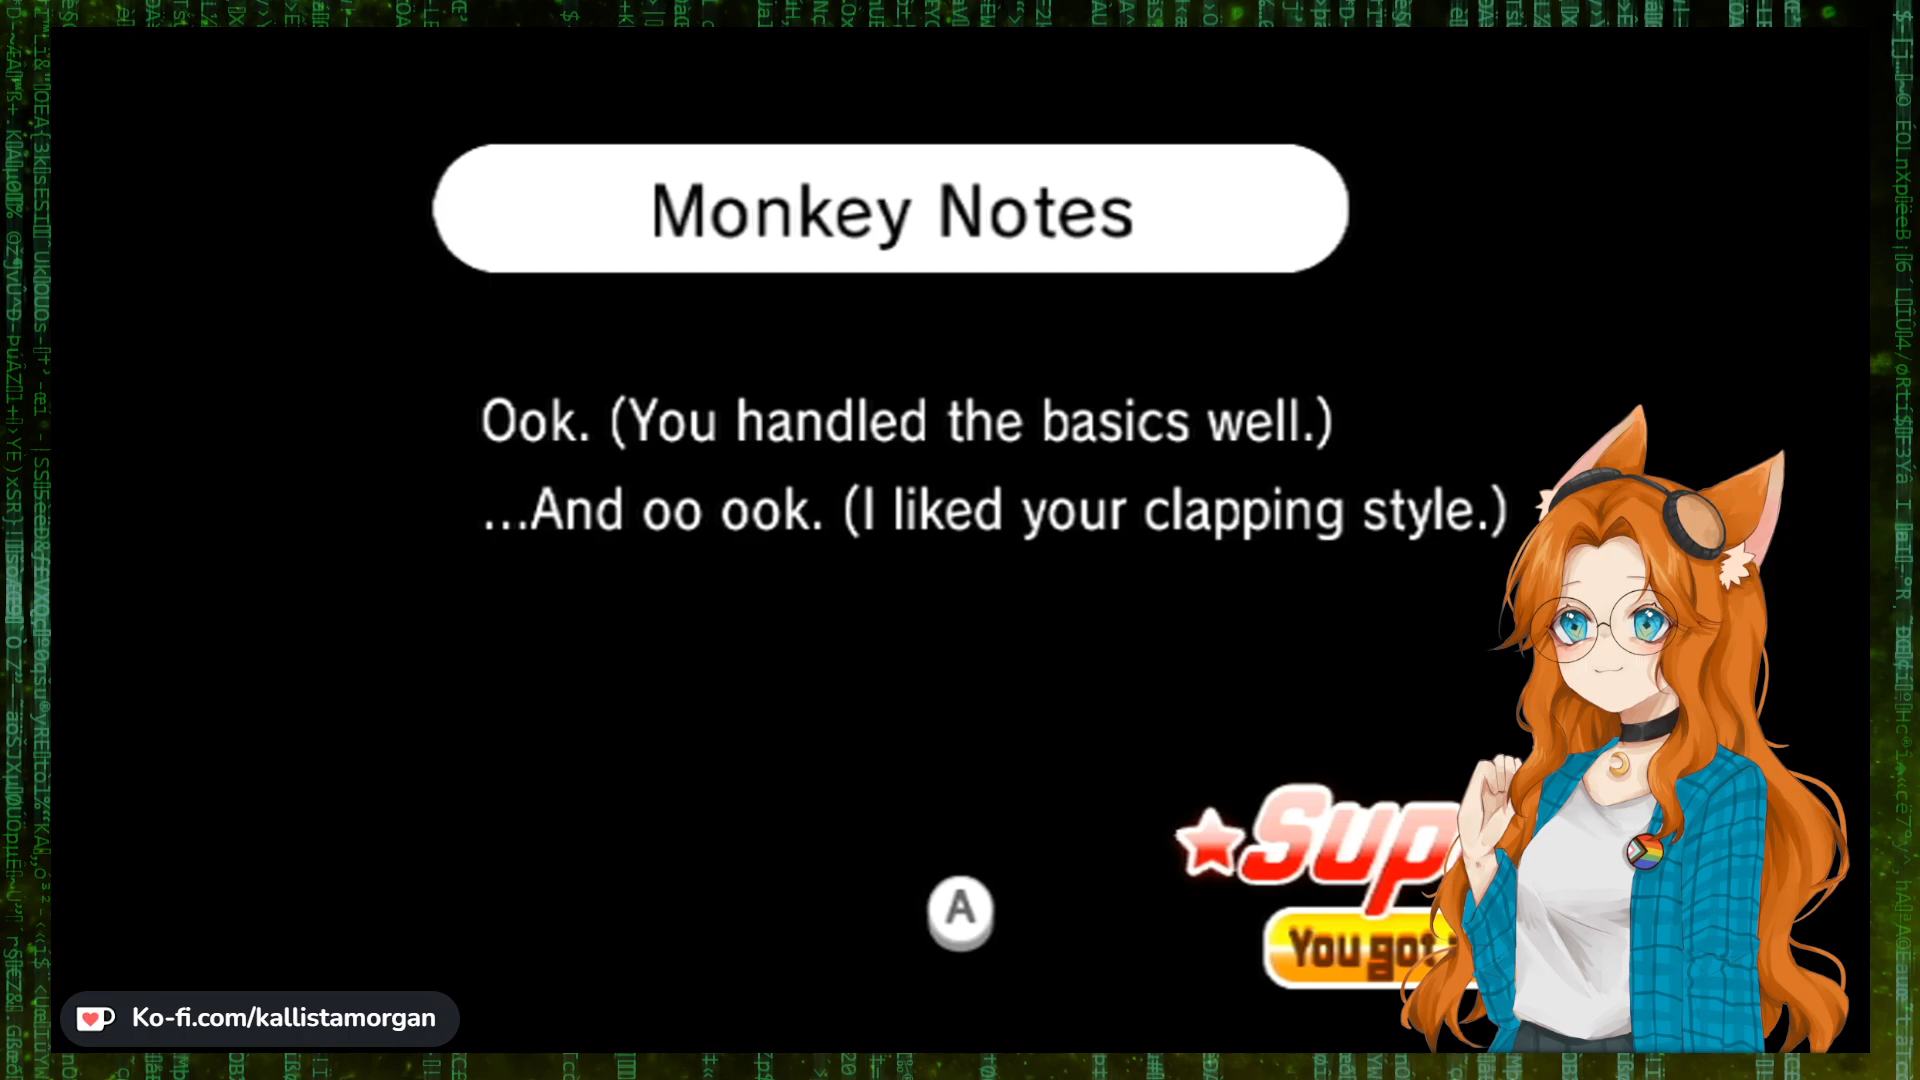 Monkey Notes
Ook. (You handled the basics well.)
...And oo ook. (I liked your clapping style.)
Sup
You got
A
Ko-fi.com/kallistamorgan